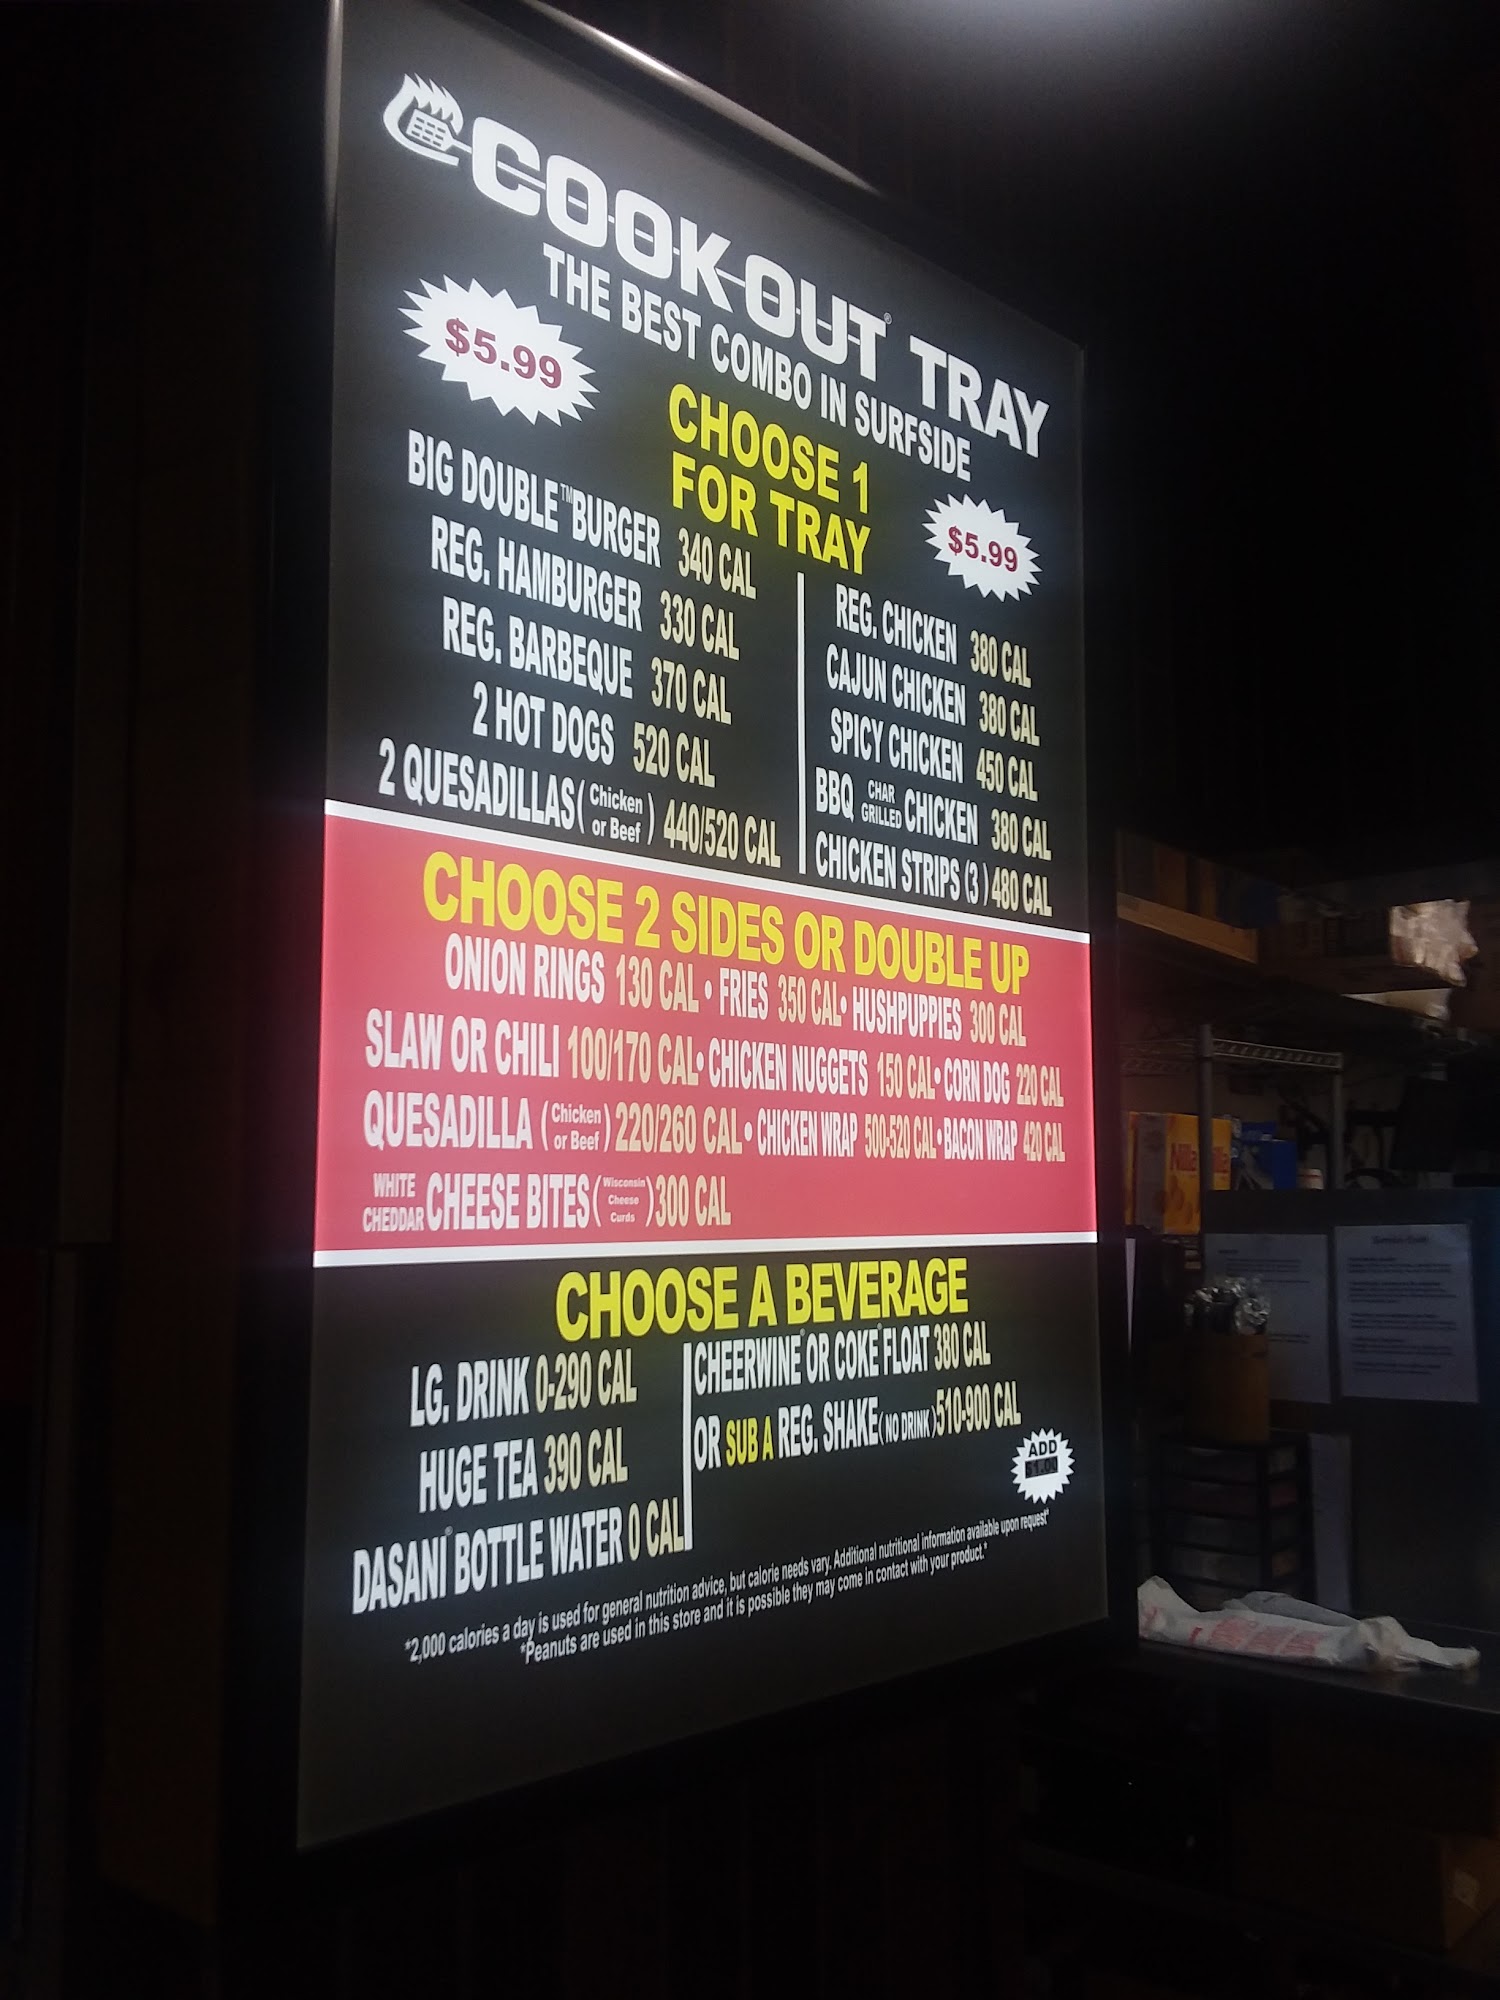 COOKOUT® TRAY
THE BEST COMBO IN SURFSIDE
$5.99
CHOOSE 1
FOR TRAY
$5.99
BIG DOUBLE™ BURGER 340 CAL
REG. HAMBURGER 330 CAL
REG. BARBEQUE 370 CAL
2 HOT DOGS 520 CAL
2 QUESADILLAS (Chicken or Beef) 440/520 CAL
REG. CHICKEN 380 CAL
CAJUN CHICKEN 380 CAL
SPICY CHICKEN 450 CAL
BBQ CHAR GRILLED CHICKEN 380 CAL
CHICKEN STRIPS (3) 480 CAL
CHOOSE 2 SIDES OR DOUBLE UP
ONION RINGS 130 CAL • FRIES 350 CAL • HUSHPUPPIES 300 CAL
SLAW OR CHILI 100/170 CAL • CHICKEN NUGGETS 150 CAL • CORN DOG 220 CAL
QUESADILLA (Chicken or Beef) 220/260 CAL • CHICKEN WRAP 500-520 CAL • BACON WRAP 420 CAL
WHITE CHEDDAR CHEESE BITES (Wisconsin Cheese Curds) 300 CAL
CHOOSE A BEVERAGE
LG. DRINK 0-290 CAL
HUGE TEA 390 CAL
DASANI® BOTTLE WATER 0 CAL
CHEERWINE® OR COKE® FLOAT 380 CAL
OR SUB A REG. SHAKE (NO DRINK) 510-900 CAL
ADD
$1.00
*2,000 calories a day is used for general nutrition advice, but calorie needs vary. Additional nutritional information available upon request*
*Peanuts are used in this store and it is possible they may come in contact with your product.*
Nilla